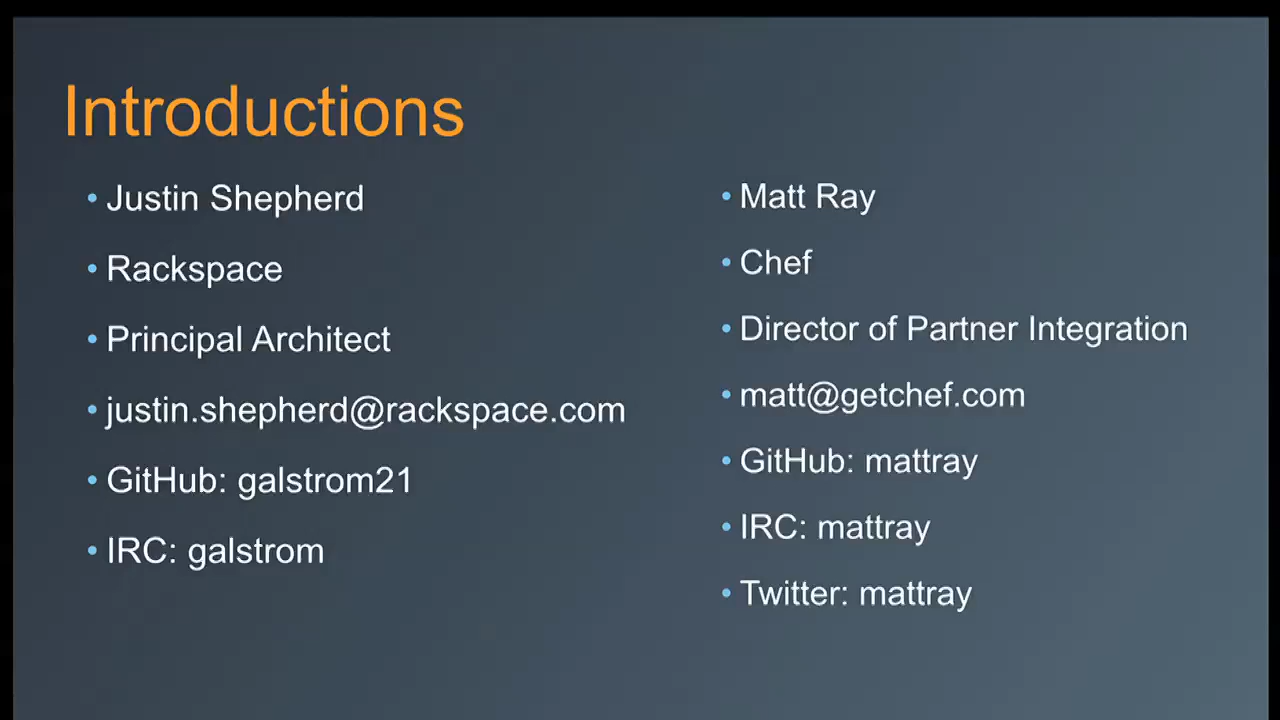 Introductions
• Justin Shepherd
• Rackspace
• Principal Architect
• justin.shepherd@rackspace.com
• GitHub: galstrom21
• IRC: galstrom
• Matt Ray
• Chef
• Director of Partner Integration
• matt@getchef.com
• GitHub: mattray
• IRC: mattray
• Twitter: mattray